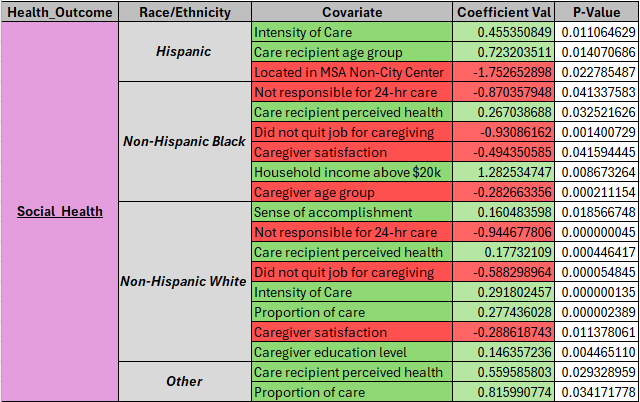 Health_Outcome Race/Ethnicity Covariate Coefficient Val P-Value
Social_Health
Hispanic
Intensity of Care 0.455350849 0.011064629
Care recipient age group 0.723203511 0.014070686
Located in MSA Non-City Center -1.752652898 0.022785487
Non-Hispanic Black
Not responsible for 24-hr care -0.870357948 0.041337583
Care recipient perceived health 0.267038688 0.032521626
Did not quit job for caregiving -0.93086162 0.001400729
Caregiver satisfaction -0.494350585 0.041594445
Household income above $20k 1.282534747 0.008673264
Caregiver age group -0.282663356 0.000211154
Non-Hispanic White
Sense of accomplishment 0.160483598 0.018566748
Not responsible for 24-hr care -0.944677806 0.000000045
Care recipient perceived health 0.17732109 0.000446417
Did not quit job for caregiving -0.588298964 0.000054845
Intensity of Care 0.291802457 0.000000135
Proportion of care 0.277436028 0.000002389
Caregiver satisfaction -0.288618743 0.011378061
Caregiver education level 0.146357236 0.004465110
Other
Care recipient perceived health 0.559585803 0.029328959
Proportion of care 0.815990774 0.034171778